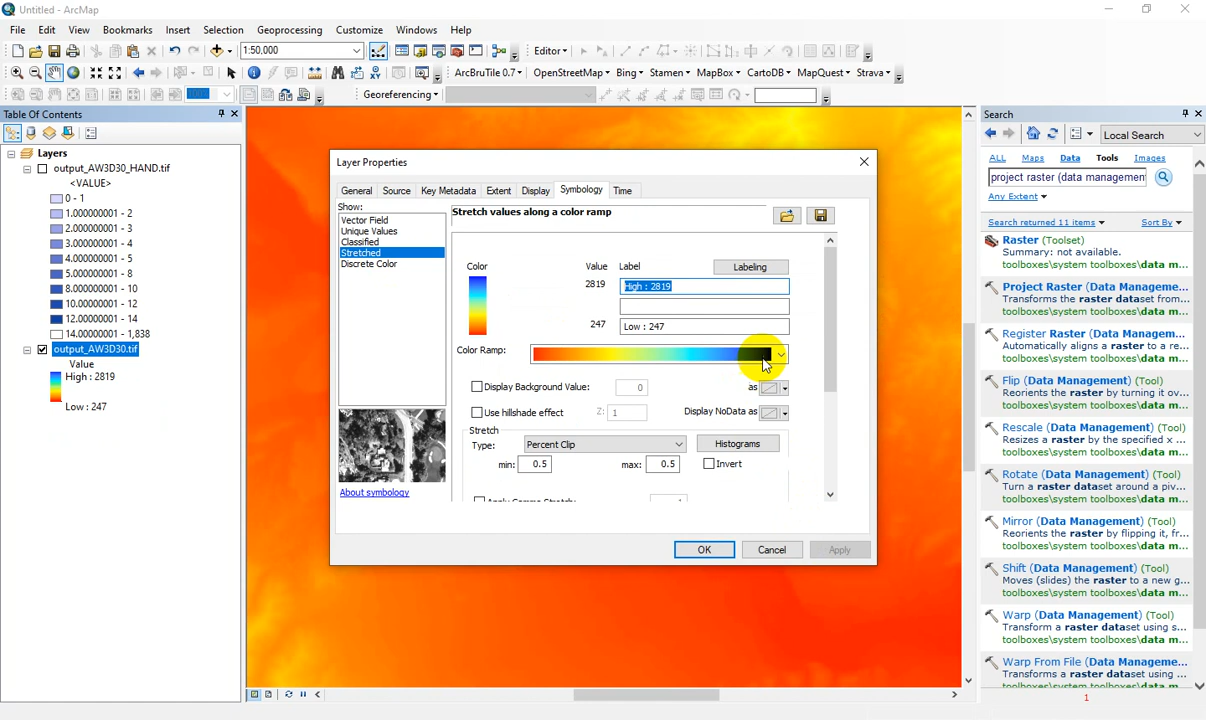 Untitled - ArcMap
File Edit View Bookmarks Insert Selection Geoprocessing Customize Windows Help
1:50,000 Editor
ArcBruTile 0.7 OpenStreetMap Bing Stamen MapBox CartoDB MapQuest Strava
Georeferencing
Table Of Contents
Layers
output_AW3D30_HAND.tif
<VALUE>
0 - 1
1.000000001 - 2
2.000000001 - 3
3.000000001 - 4
4.000000001 - 5
5.000000001 - 8
8.000000001 - 10
10.00000001 - 12
12.00000001 - 14
14.00000001 - 1,838
output_AW3D30.tif
Value
High : 2819
Low : 247
Layer Properties
General Source Key Metadata Extent Display Symbology Time
Show:
Vector Field
Unique Values
Classified
Stretched
Discrete Color
About symbology
Stretch values along a color ramp
Color Value Label Labeling
2819 High : 2819
247 Low : 247
Color Ramp:
Display Background Value: 0 as
Use hillshade effect Z: 1 Display NoData as
Stretch
Type: Percent Clip Histograms
min: 0.5 max: 0.5 Invert
Apply Gamma Stretch:
OK Cancel Apply
Search
Local Search
ALL Maps Data Tools Images
project raster (data management
Any Extent
Search returned 11 items Sort By
Raster (Toolset)
Summary: not available.
toolboxes\system toolboxes\data m...
Project Raster (Data Manageme...
Transforms the raster dataset from...
toolboxes\system toolboxes\data m...
Register Raster (Data Managem...
Automatically aligns a raster to a re...
toolboxes\system toolboxes\data m...
Flip (Data Management) (Tool)
Reorients the raster by turning it ov...
toolboxes\system toolboxes\data m...
Rescale (Data Management) (Tool)
Resizes a raster by the specified x ...
toolboxes\system toolboxes\data m...
Rotate (Data Management) (Tool)
Turn a raster dataset around a piv...
toolboxes\system toolboxes\data m...
Mirror (Data Management) (Tool)
Reorients the raster by flipping it, fr...
toolboxes\system toolboxes\data m...
Shift (Data Management) (Tool)
Moves (slides) the raster to a new g...
toolboxes\system toolboxes\data m...
Warp (Data Management) (Tool)
Transform a raster dataset using s...
toolboxes\system toolboxes\data m...
Warp From File (Data Manageme...
Transforms a raster dataset using ...
toolboxes\system toolboxes\data m...
1